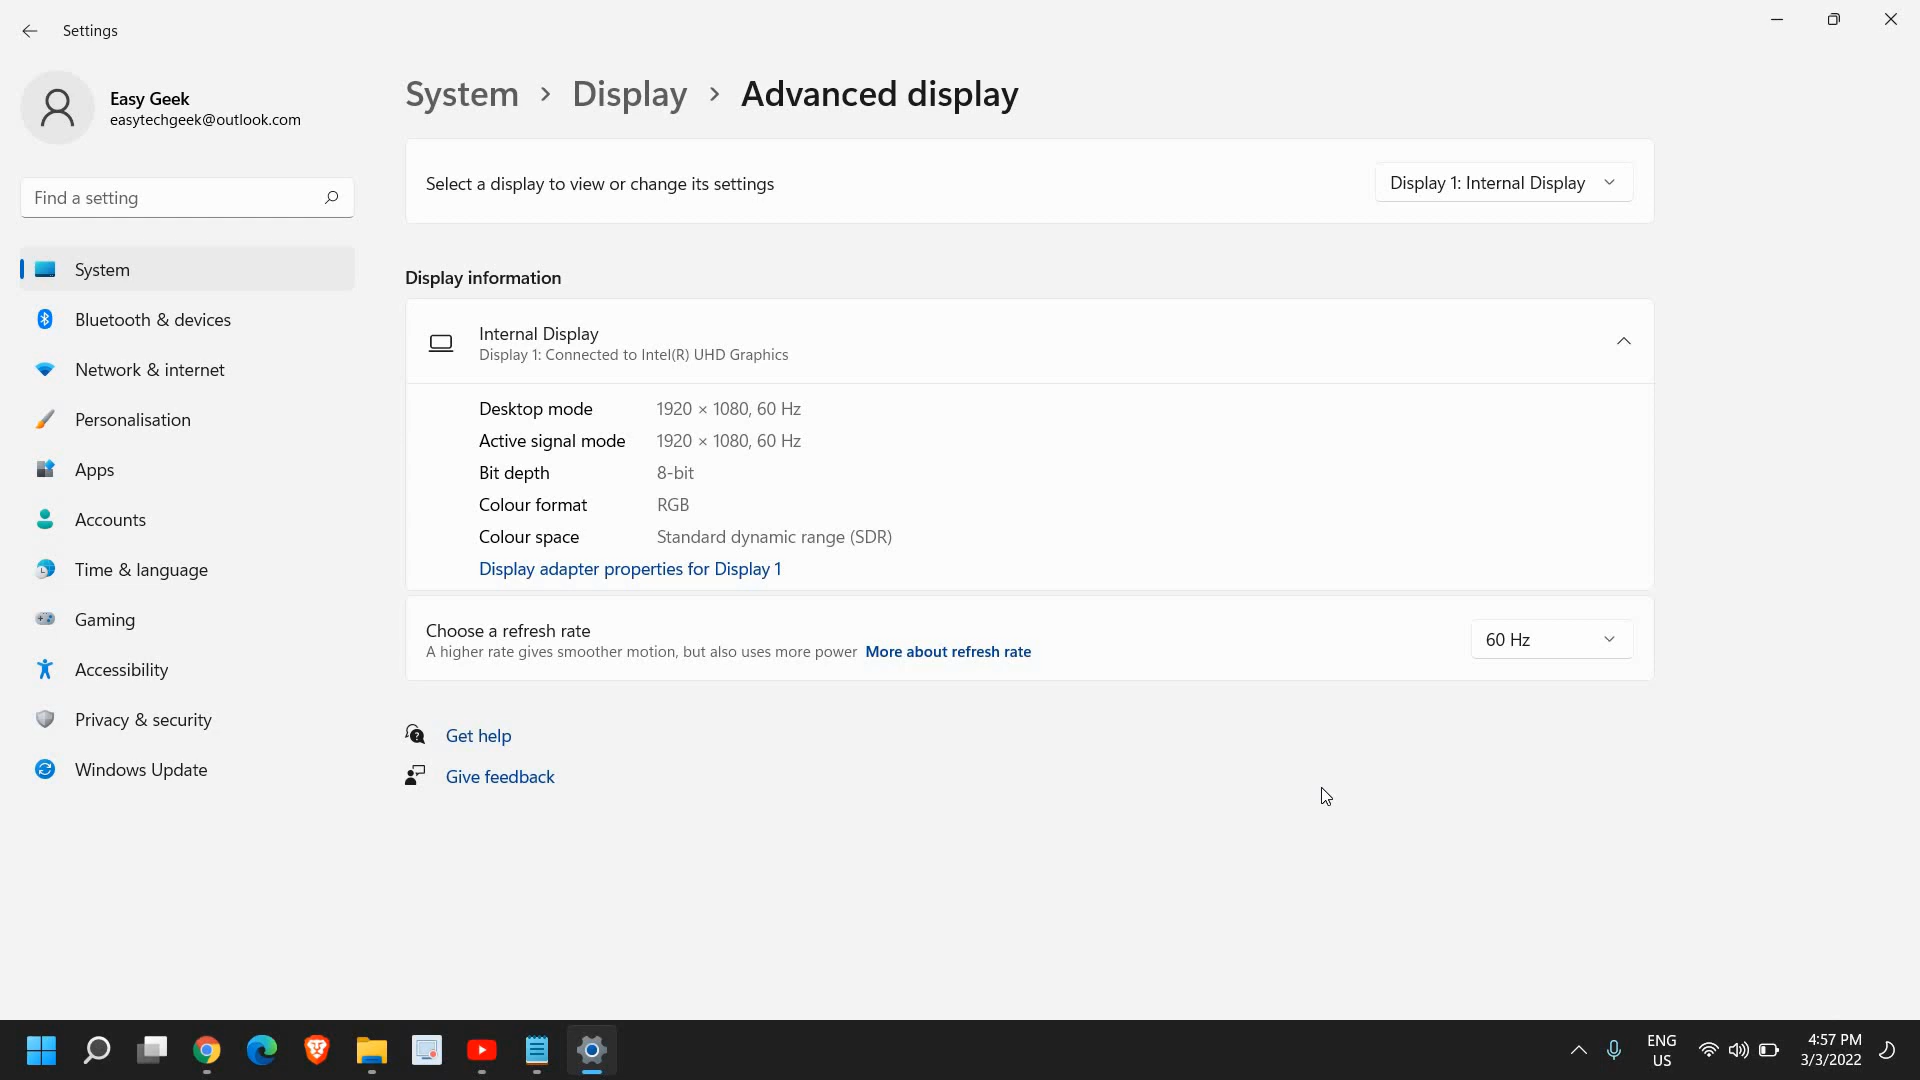 Settings
Easy Geek
easytechgeek@outlook.com
Find a setting
System
Bluetooth & devices
Network & internet
Personalisation
Apps
Accounts
Time & language
Gaming
Accessibility
Privacy & security
Windows Update
System > Display > Advanced display
Select a display to view or change its settings Display 1: Internal Display
Display information
Internal Display
Display 1: Connected to Intel(R) UHD Graphics
Desktop mode 1920 × 1080, 60 Hz
Active signal mode 1920 × 1080, 60 Hz
Bit depth 8-bit
Colour format RGB
Colour space Standard dynamic range (SDR)
Display adapter properties for Display 1
Choose a refresh rate 60 Hz
A higher rate gives smoother motion, but also uses more power More about refresh rate
Get help
Give feedback
ENG 4:57 PM
US 3/3/2022